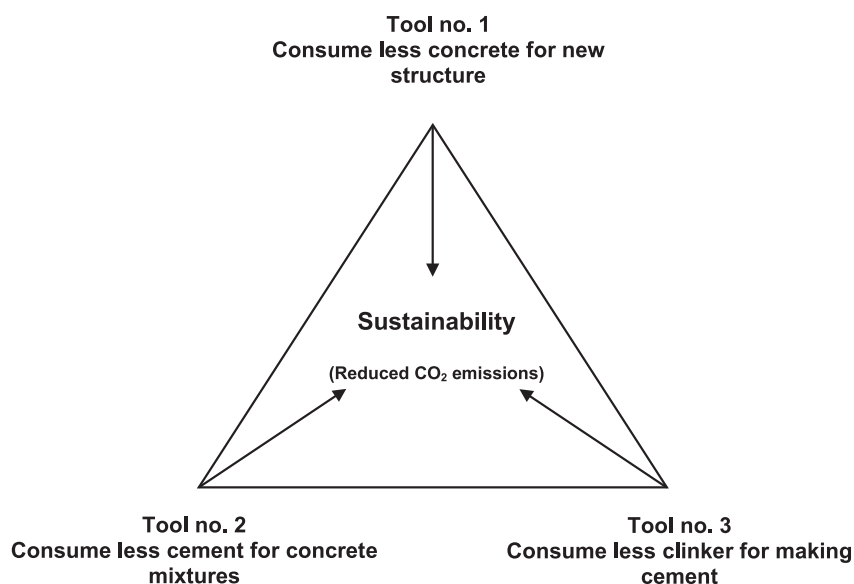 Tool no. 1
Consume less concrete for new
structure
Sustainability
(Reduced CO₂ emissions)
Tool no. 2
Consume less cement for concrete
mixtures
Tool no. 3
Consume less clinker for making
cement